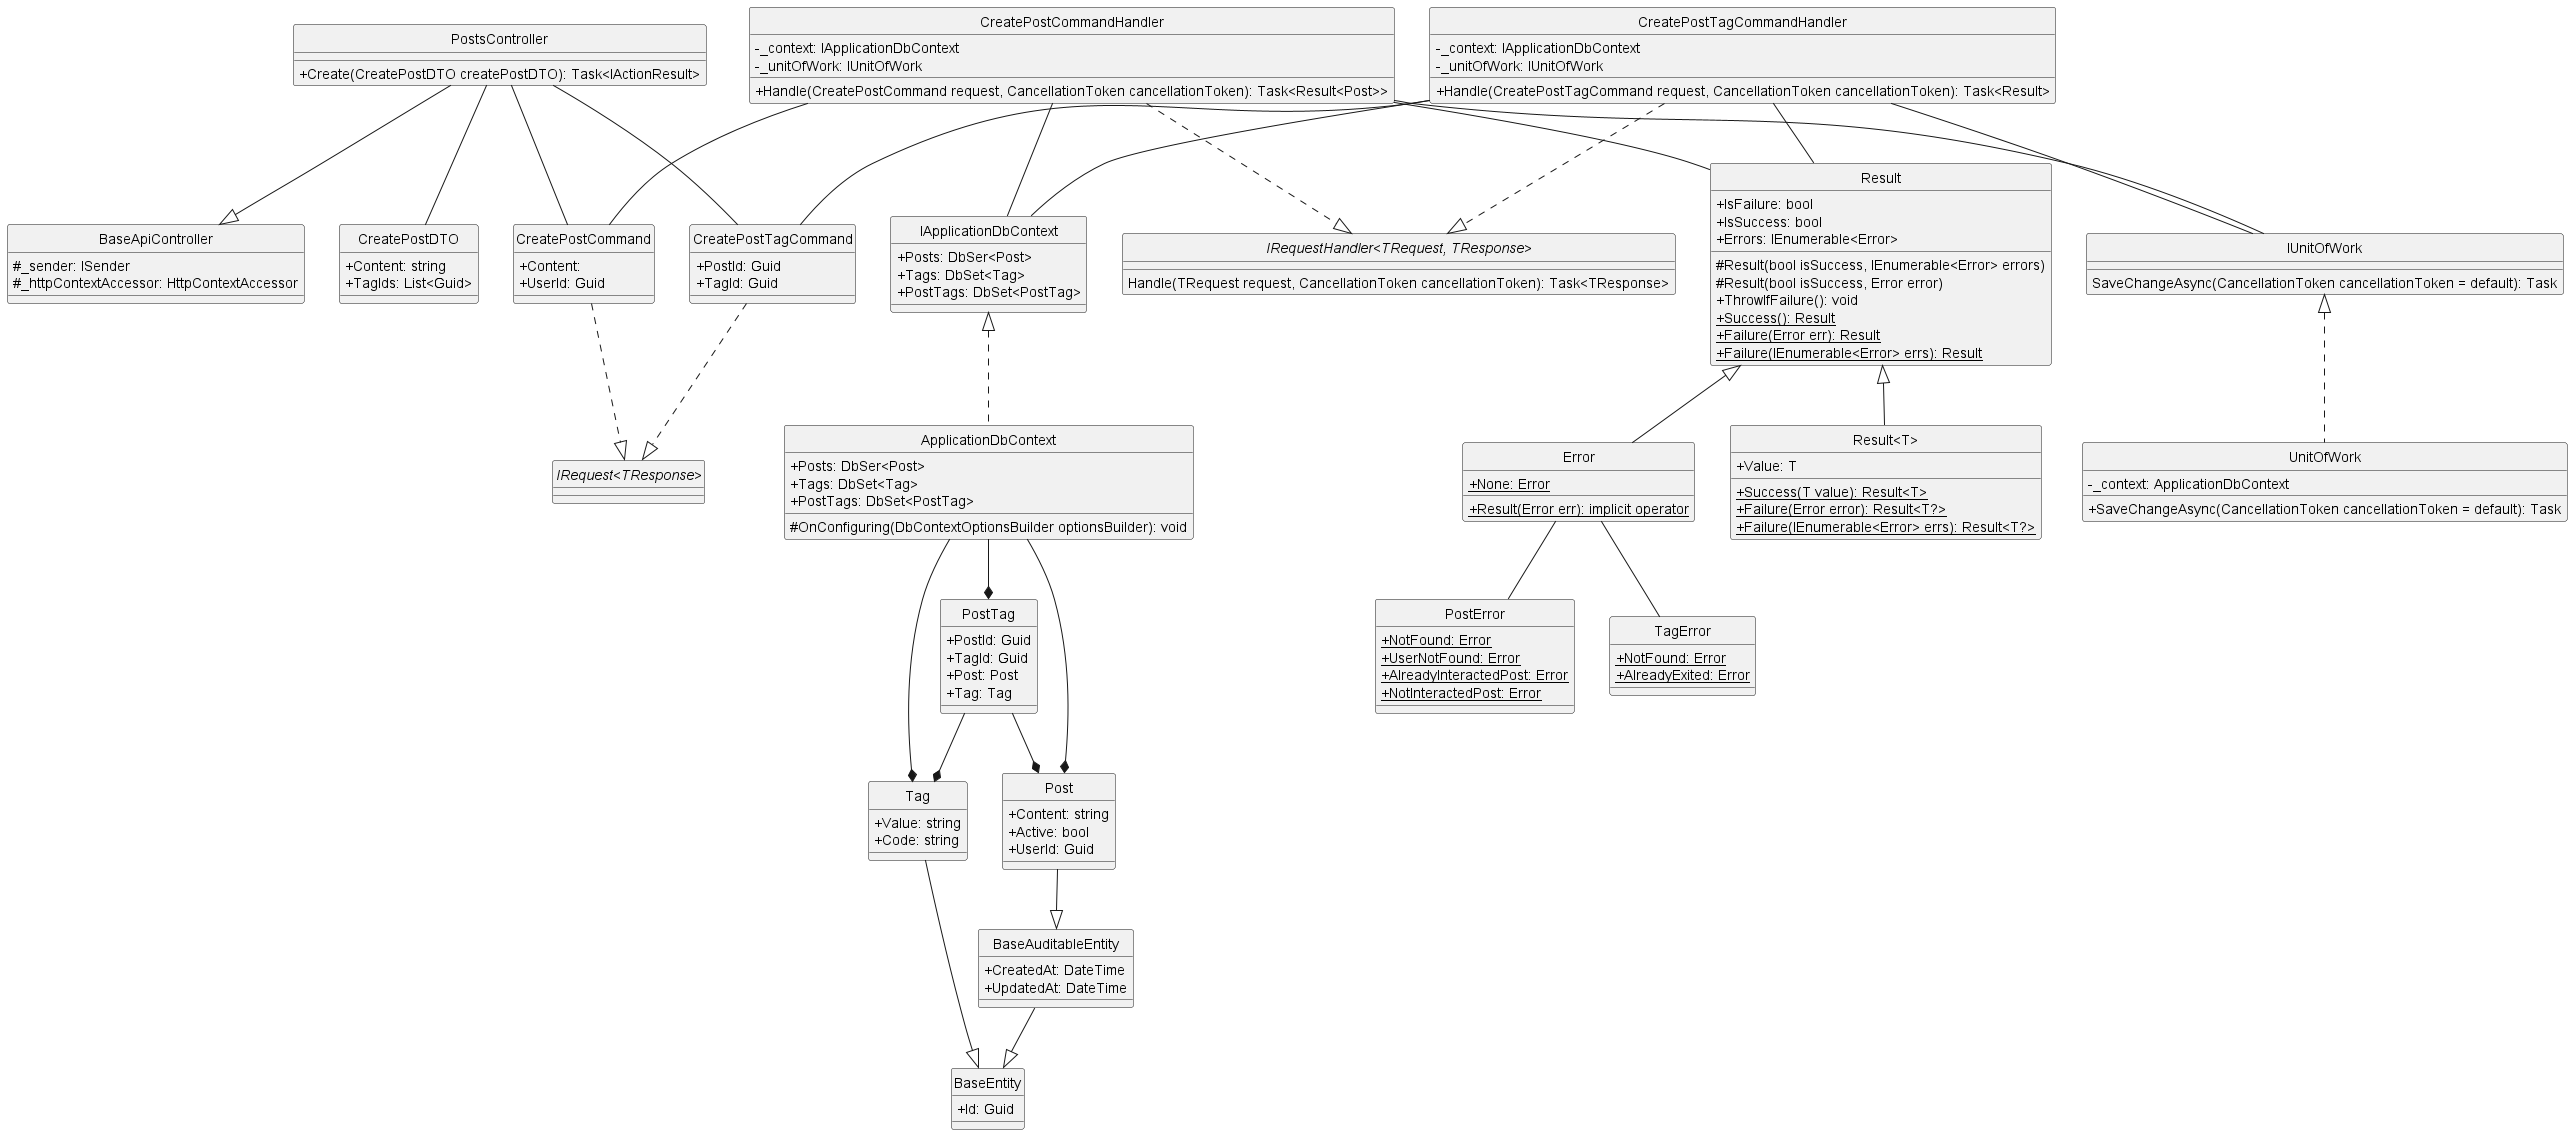 PostsController
+Create(CreatePostDTO createPostDTO): Task<IActionResult>
CreatePostCommandHandler
-_context: IApplicationDbContext
-_unitOfWork: IUnitOfWork
+Handle(CreatePostCommand request, CancellationToken cancellationToken): Task<Result<Post>>
CreatePostTagCommandHandler
-_context: IApplicationDbContext
-_unitOfWork: IUnitOfWork
+Handle(CreatePostTagCommand request, CancellationToken cancellationToken): Task<Result>
BaseApiController
#_sender: ISender
#_httpContextAccessor: HttpContextAccessor
CreatePostDTO
+Content: string
+TagIds: List<Guid>
CreatePostCommand
+Content:
+UserId: Guid
CreatePostTagCommand
+PostId: Guid
+TagId: Guid
IApplicationDbContext
+Posts: DbSer<Post>
+Tags: DbSet<Tag>
+PostTags: DbSet<PostTag>
IRequestHandler<TRequest, TResponse>
Handle(TRequest request, CancellationToken cancellationToken): Task<TResponse>
Result
+IsFailure: bool
+IsSuccess: bool
+Errors: IEnumerable<Error>
#Result(bool isSuccess, IEnumerable<Error> errors)
#Result(bool isSuccess, Error error)
+ThrowIfFailure(): void
+Success(): Result
+Failure(Error err): Result
+Failure(IEnumerable<Error> errs): Result
IUnitOfWork
SaveChangeAsync(CancellationToken cancellationToken = default): Task
IRequest<TResponse>
ApplicationDbContext
+Posts: DbSer<Post>
+Tags: DbSet<Tag>
+PostTags: DbSet<PostTag>
#OnConfiguring(DbContextOptionsBuilder optionsBuilder): void
Error
+None: Error
+Result(Error err): implicit operator
Result<T>
+Value: T
+Success(T value): Result<T>
+Failure(Error error): Result<T?>
+Failure(IEnumerable<Error> errs): Result<T?>
UnitOfWork
-_context: ApplicationDbContext
+SaveChangeAsync(CancellationToken cancellationToken = default): Task
PostTag
+PostId: Guid
+TagId: Guid
+Post: Post
+Tag: Tag
PostError
+NotFound: Error
+UserNotFound: Error
+AlreadyInteractedPost: Error
+NotInteractedPost: Error
TagError
+NotFound: Error
+AlreadyExited: Error
Tag
+Value: string
+Code: string
Post
+Content: string
+Active: bool
+UserId: Guid
BaseAuditableEntity
+CreatedAt: DateTime
+UpdatedAt: DateTime
BaseEntity
+Id: Guid